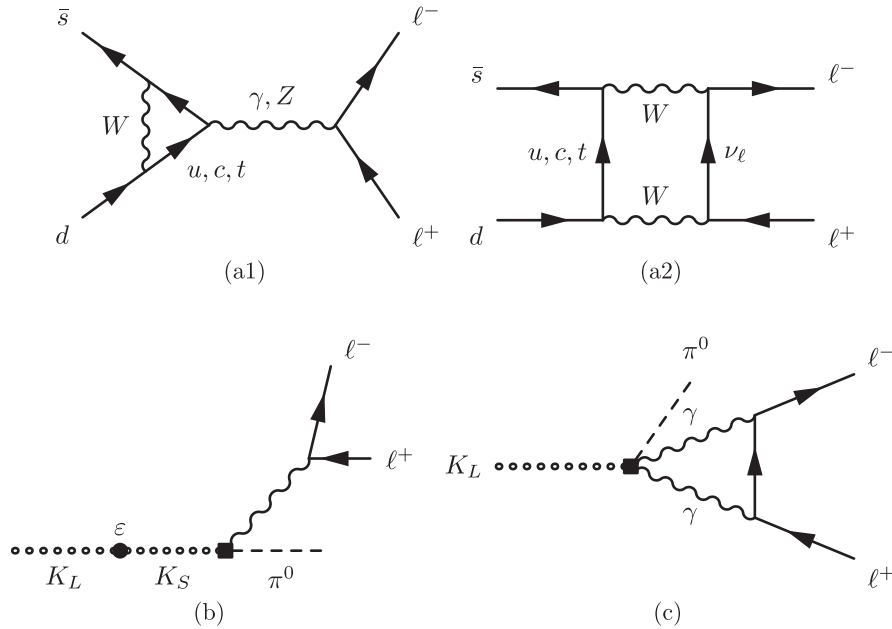 s̄
ℓ⁻
γ, Z
W
u, c, t
d
ℓ⁺
(a1)
s̄
ℓ⁻
W
u, c, t
ν_ℓ
W
d
ℓ⁺
(a2)
ℓ⁻
ℓ⁺
ε
K_L
K_S
π⁰
(b)
π⁰
ℓ⁻
γ
K_L
γ
ℓ⁺
(c)